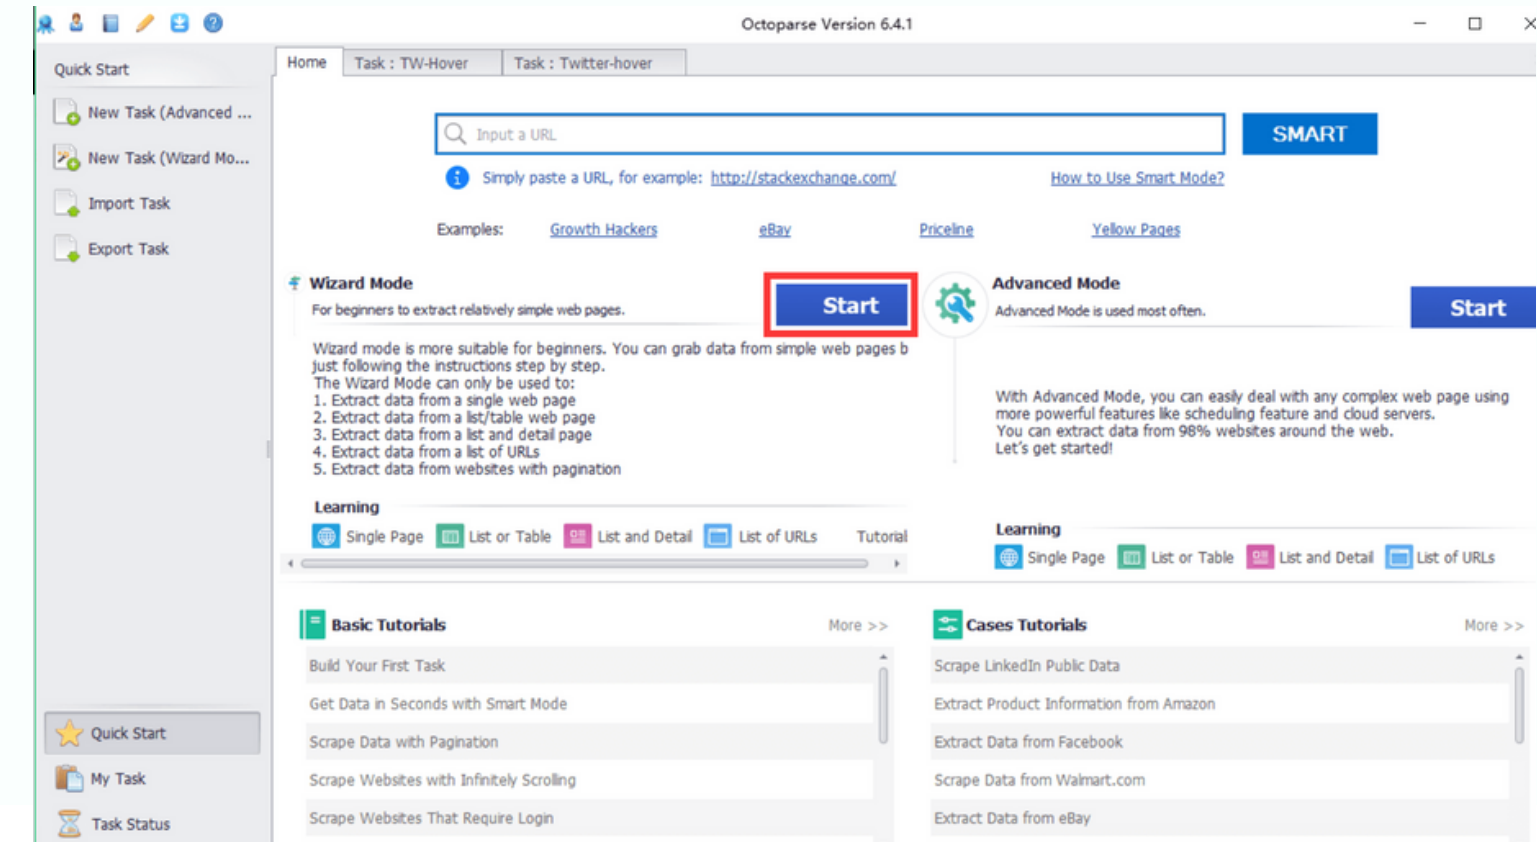 Octoparse Version 6.4.1
Quick Start
Home
Task : TW-Hover
Task : Twitter-hover
New Task (Advanced ...
New Task (Wizard Mo...
Import Task
Export Task
Input a URL
SMART
Simply paste a URL, for example: http://stackexchange.com/
How to Use Smart Mode?
Examples: Growth Hackers eBay Priceline Yellow Pages
Wizard Mode
For beginners to extract relatively simple web pages.
Start
Wizard mode is more suitable for beginners. You can grab data from simple web pages b
just following the instructions step by step.
The Wizard Mode can only be used to:
1. Extract data from a single web page
2. Extract data from a list/table web page
3. Extract data from a list and detail page
4. Extract data from a list of URLs
5. Extract data from websites with pagination
Learning
Single Page List or Table List and Detail List of URLs Tutorial
Advanced Mode
Advanced Mode is used most often.
Start
With Advanced Mode, you can easily deal with any complex web page using
more powerful features like scheduling feature and cloud servers.
You can extract data from 98% websites around the web.
Let's get started!
Learning
Single Page List or Table List and Detail List of URLs
Basic Tutorials
More >>
Build Your First Task
Get Data in Seconds with Smart Mode
Scrape Data with Pagination
Scrape Websites with Infinitely Scrolling
Scrape Websites That Require Login
Cases Tutorials
More >>
Scrape LinkedIn Public Data
Extract Product Information from Amazon
Extract Data from Facebook
Scrape Data from Walmart.com
Extract Data from eBay
Quick Start
My Task
Task Status